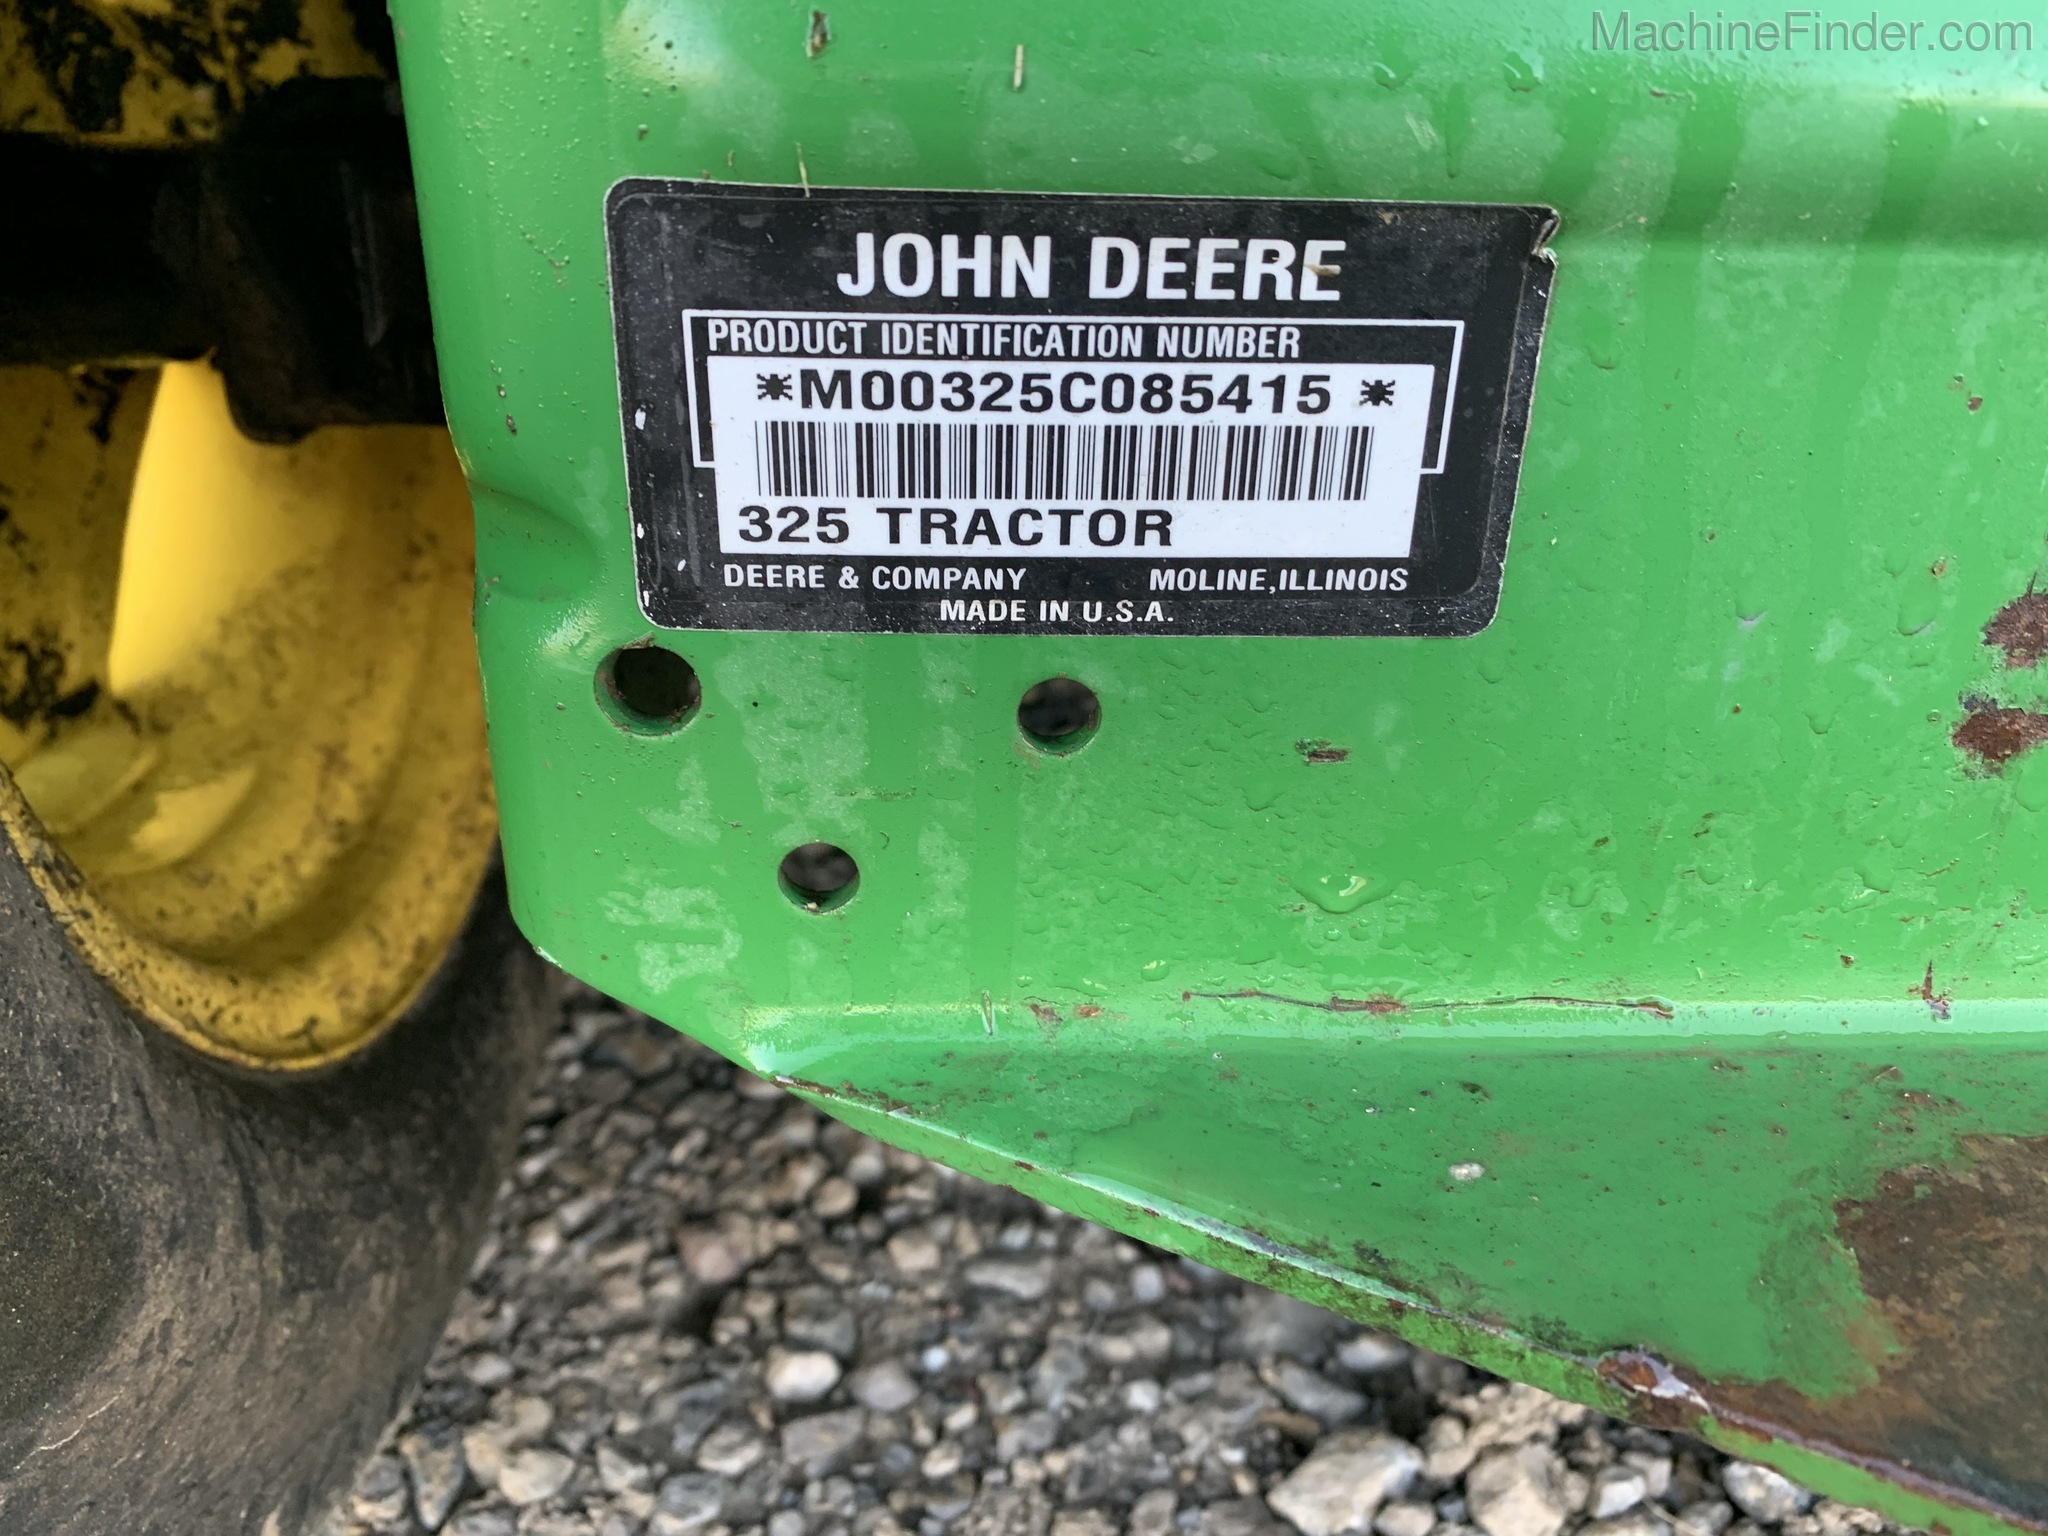 MachineFinder.com
JOHN DEERE
PRODUCT IDENTIFICATION NUMBER
*M00325C085415 *
325 TRACTOR
DEERE & COMPANY MOLINE, ILLINOIS
MADE IN U.S.A.